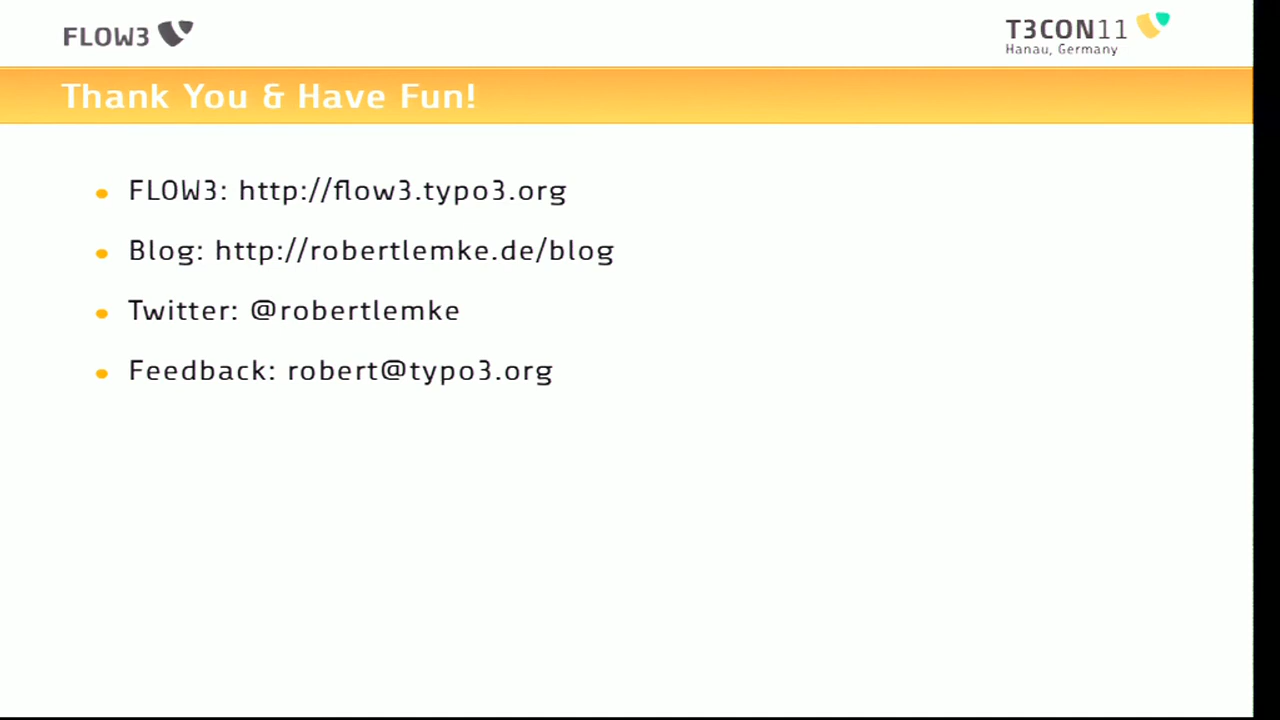 FLOW3
T3CON11
Hanau, Germany
Thank You & Have Fun!
FLOW3: http://flow3.typo3.org
Blog: http://robertlemke.de/blog
Twitter: @robertlemke
Feedback: robert@typo3.org